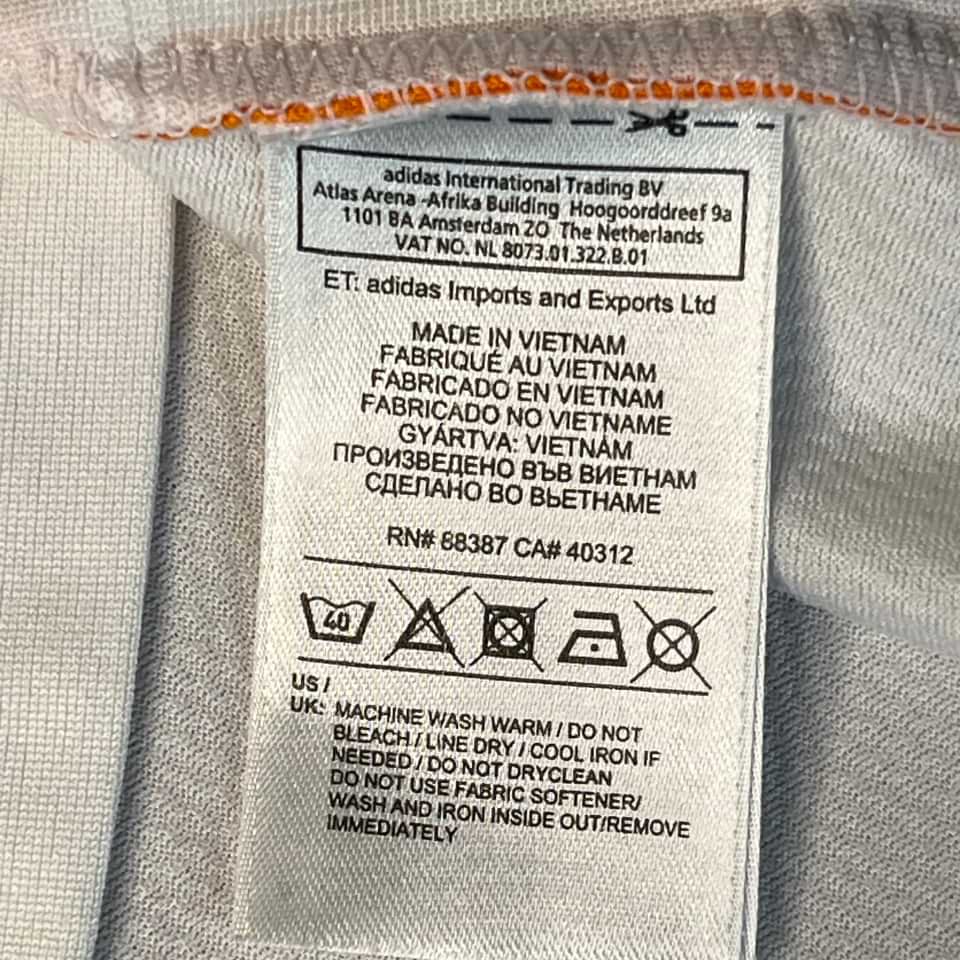 adidas International Trading BV
Atlas Arena -Afrika Building Hoogoorddreef 9a
1101 BA Amsterdam ZO The Netherlands
VAT NO. NL 8073.01.322.B.01
ET: adidas Imports and Exports Ltd
MADE IN VIETNAM
FABRIQUÉ AU VIETNAM
FABRICADO EN VIETNAM
FABRICADO NO VIETNAME
GYÁRTVA: VIETNÁM
ПРОИЗВЕДЕНО ВЪВ ВИЕТНАМ
СДЕЛАНО ВО ВЬЕТНАМЕ
RN# 88387 CA# 40312
40
US /
UK: MACHINE WASH WARM / DO NOT
BLEACH / LINE DRY / COOL IRON IF
NEEDED / DO NOT DRYCLEAN
DO NOT USE FABRIC SOFTENER/
WASH AND IRON INSIDE OUT/REMOVE
IMMEDIATELY